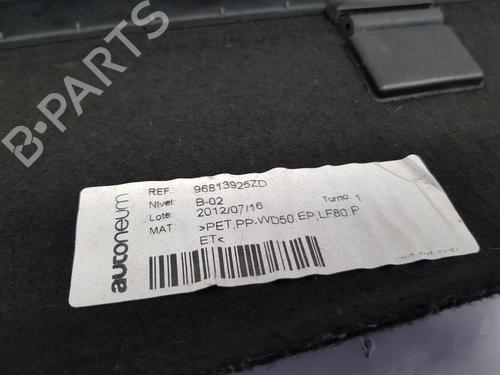 B-PARTS
autoneum
REF. 96813925ZD
Nivel: B-02
Lote: 2012/07/16 Turno: 1
MAT: >PET,PP-WD50,EP,LF80,P
ET<